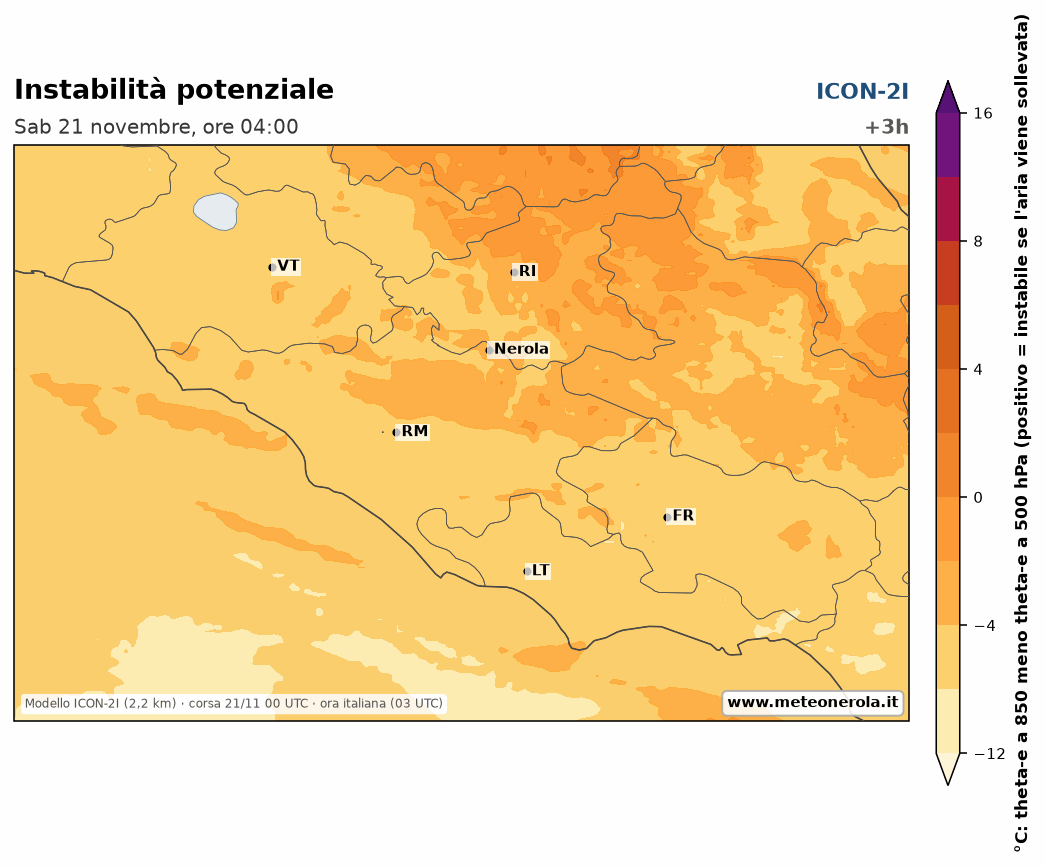 Instabilità potenziale
ICON-2I
Sab 21 novembre, ore 04:00
+3h
VT
RI
Nerola
RM
FR
LT
Modello ICON-2I (2,2 km) · corsa 21/11 00 UTC · ora italiana (03 UTC)
www.meteonerola.it
16
8
4
0
−4
−12
°C: theta-e a 850 meno theta-e a 500 hPa (positivo = instabile se l'aria viene sollevata)